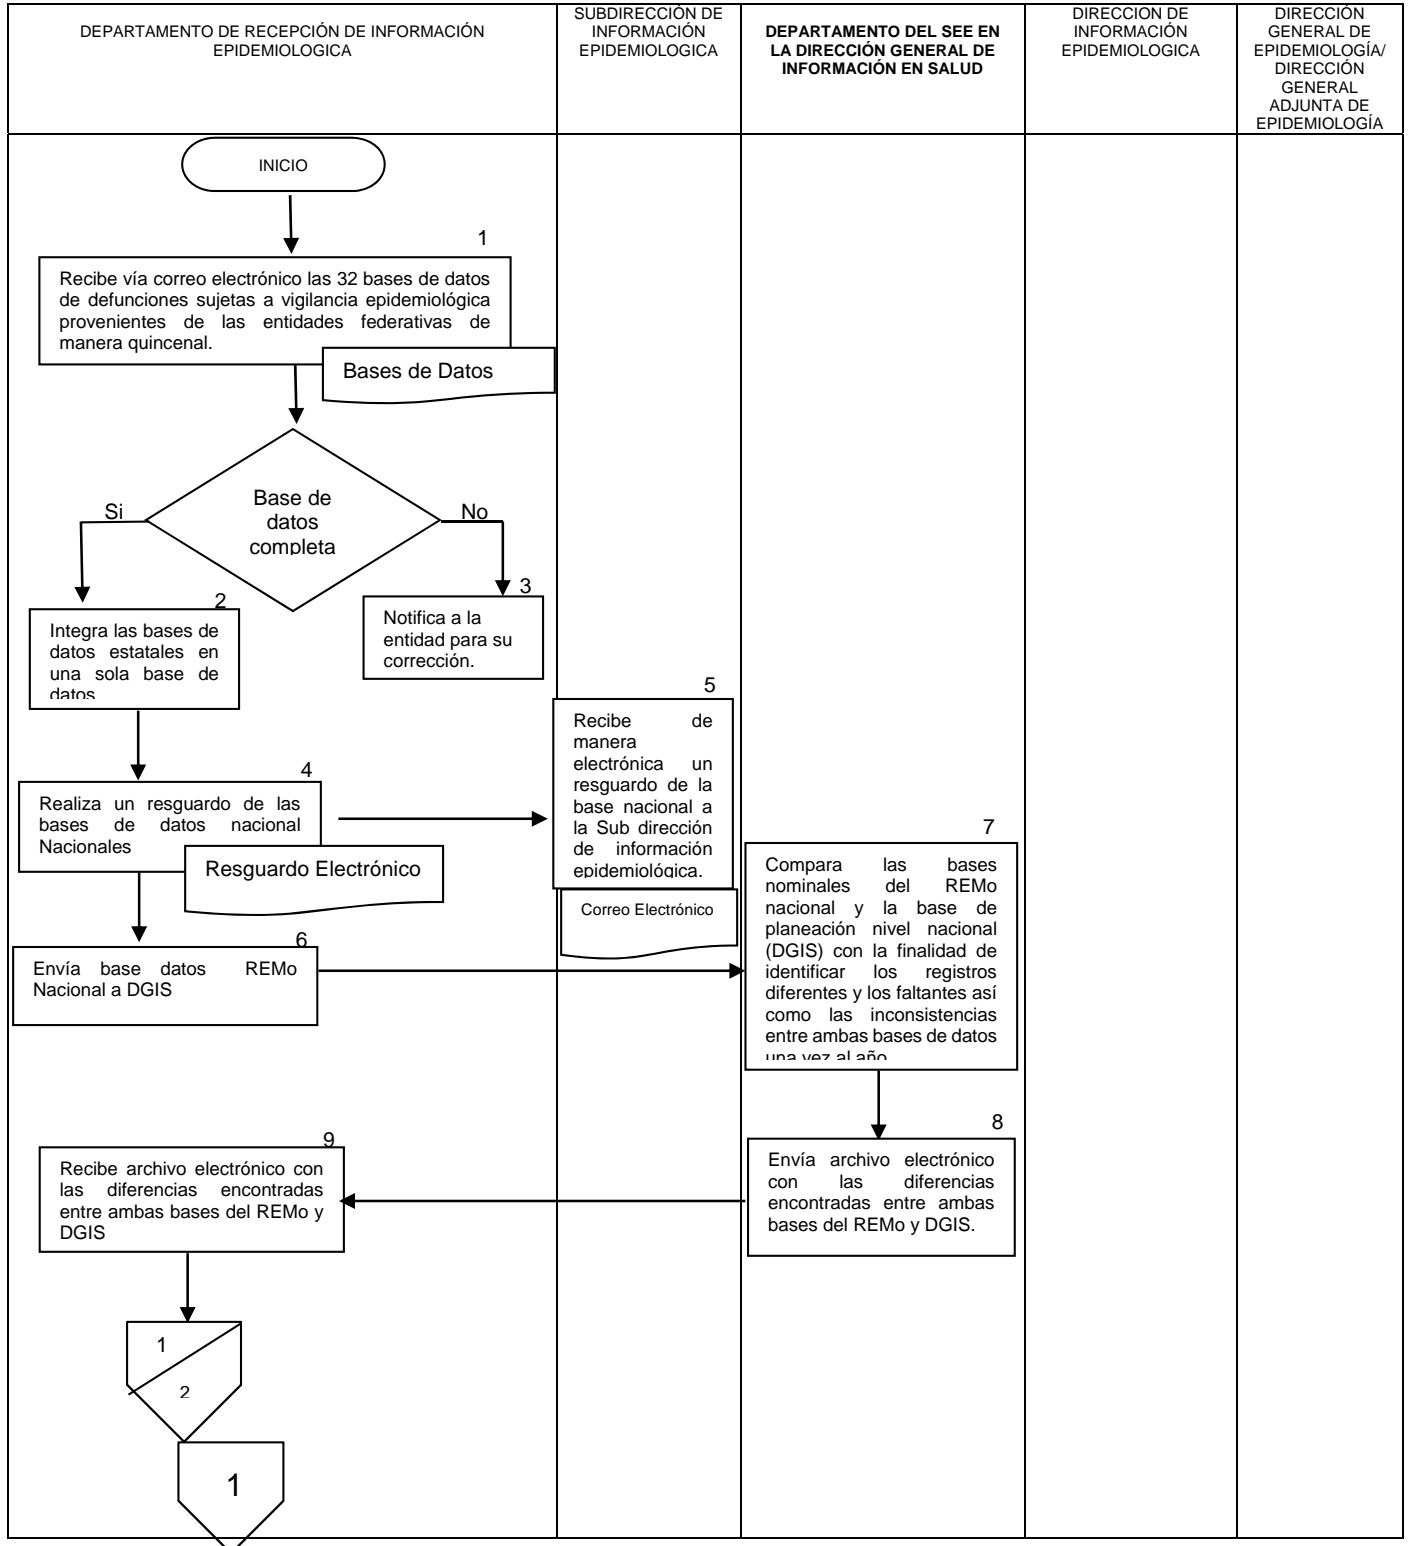 DEPARTAMENTO DE RECEPCIÓN DE INFORMACIÓN
EPIDEMIOLOGICA
SUBDIRECCIÓN DE
INFORMACIÓN
EPIDEMIOLOGICA
DEPARTAMENTO DEL SEE EN
LA DIRECCIÓN GENERAL DE
INFORMACIÓN EN SALUD
DIRECCION DE
INFORMACIÓN
EPIDEMIOLOGICA
DIRECCIÓN
GENERAL DE
EPIDEMIOLOGÍA/
DIRECCIÓN
GENERAL
ADJUNTA DE
EPIDEMIOLOGÍA
INICIO
1
Recibe vía correo electrónico las 32 bases de datos
de defunciones sujetas a vigilancia epidemiológica
provenientes de las entidades federativas de
manera quincenal.
Bases de Datos
Base de
datos
completa
Si
No
2
Integra las bases de
datos estatales en
una sola base de
datos
3
Notifica a la
entidad para su
corrección.
4
Realiza un resguardo de las
bases de datos nacional
Nacionales
Resguardo Electrónico
5
Recibe de
manera
electrónica un
resguardo de la
base nacional a
la Sub dirección
de información
epidemiológica.
Correo Electrónico
6
Envía base datos REMo
Nacional a DGIS
7
Compara las bases
nominales del REMo
nacional y la base de
planeación nivel nacional
(DGIS) con la finalidad de
identificar los registros
diferentes y los faltantes así
como las inconsistencias
entre ambas bases de datos
una vez al año
8
Envía archivo electrónico
con las diferencias
encontradas entre ambas
bases del REMo y DGIS.
9
Recibe archivo electrónico con
las diferencias encontradas
entre ambas bases del REMo y
DGIS
1
2
1